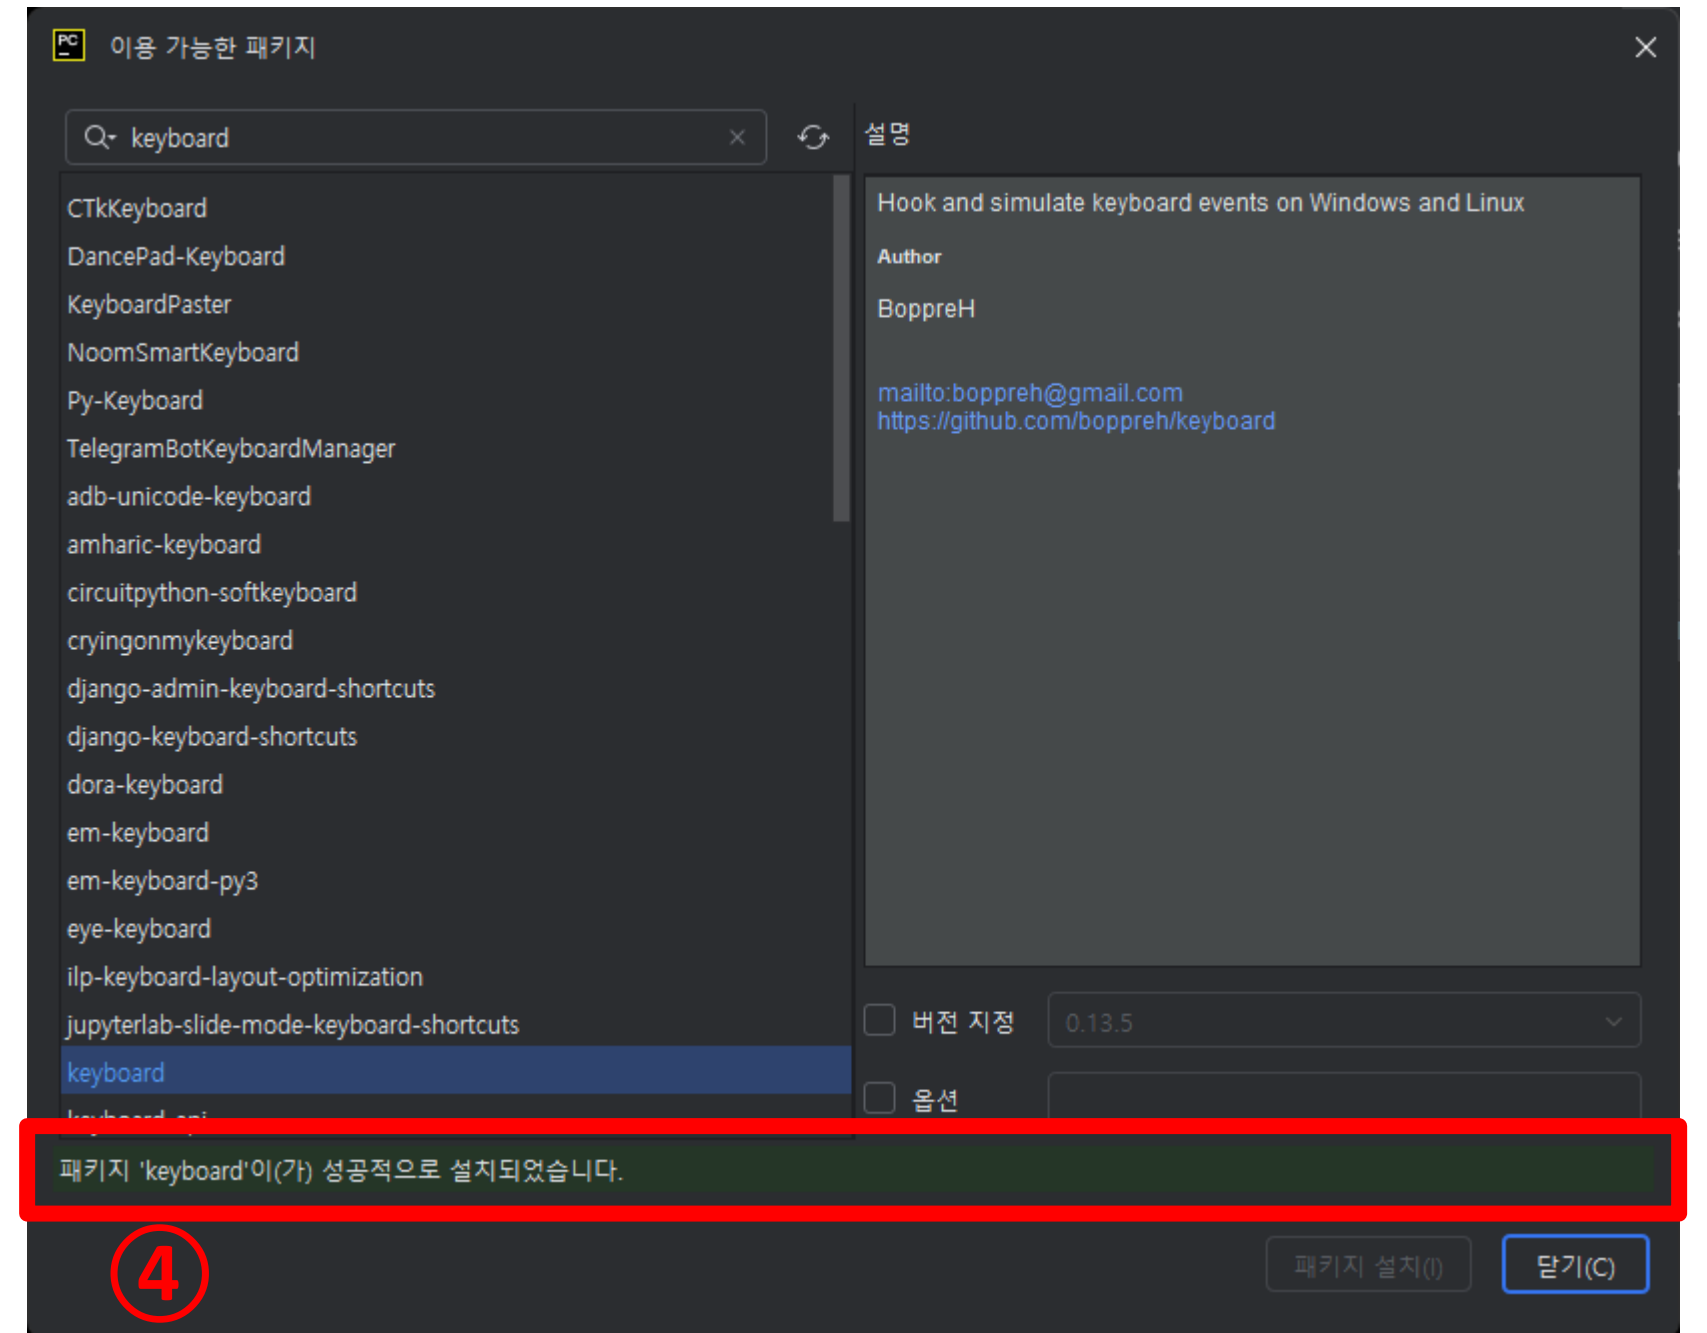 PC
이용 가능한 패키지
keyboard
설명
CTkKeyboard
DancePad-Keyboard
KeyboardPaster
NoomSmartKeyboard
Py-Keyboard
TelegramBotKeyboardManager
adb-unicode-keyboard
amharic-keyboard
circuitpython-softkeyboard
cryingonmykeyboard
django-admin-keyboard-shortcuts
django-keyboard-shortcuts
dora-keyboard
em-keyboard
em-keyboard-py3
eye-keyboard
ilp-keyboard-layout-optimization
jupyterlab-slide-mode-keyboard-shortcuts
keyboard
Hook and simulate keyboard events on Windows and Linux
Author
BoppreH
mailto:boppreh@gmail.com
https://github.com/boppreh/keyboard
버전 지정 0.13.5
옵션
패키지 'keyboard'이(가) 성공적으로 설치되었습니다.
④
패키지 설치(I) 닫기(C)